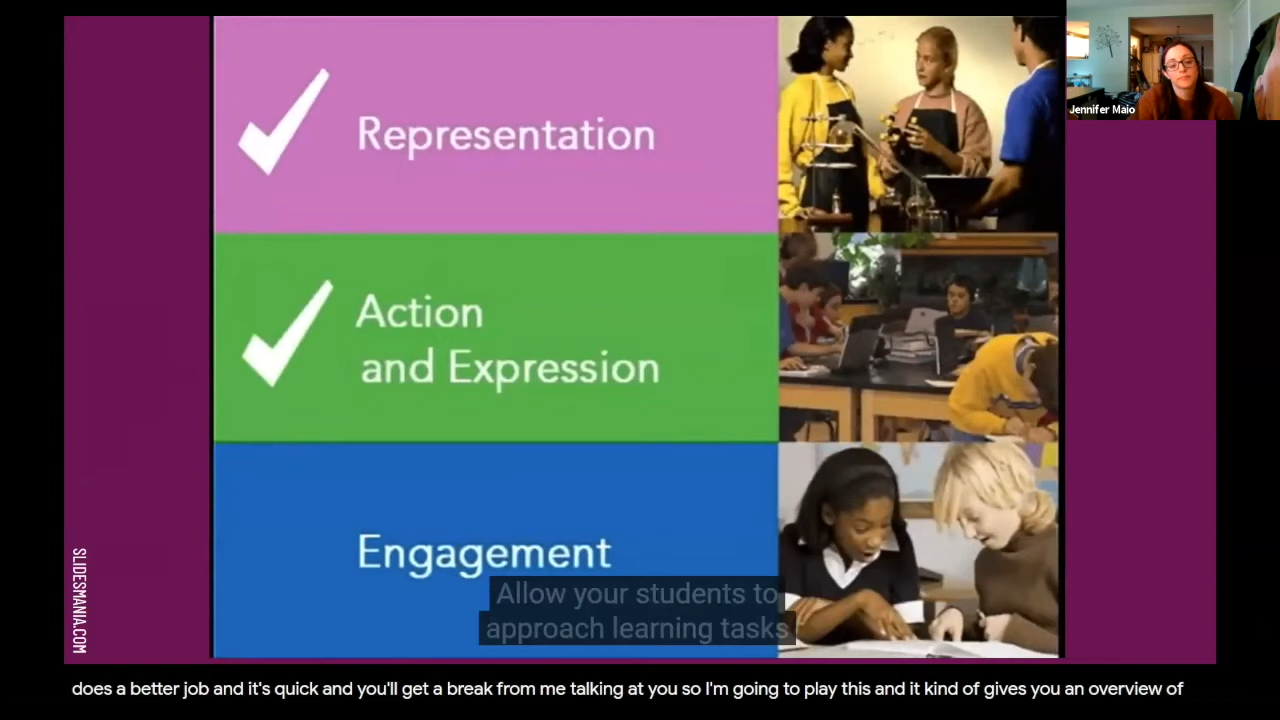 Representation
Jennifer Maio
Action
and Expression
Engagement
Allow your students to
approach learning tasks
SLIDESMANIA.COM
does a better job and it's quick and you'll get a break from me talking at you so I'm going to play this and it kind of gives you an overview of